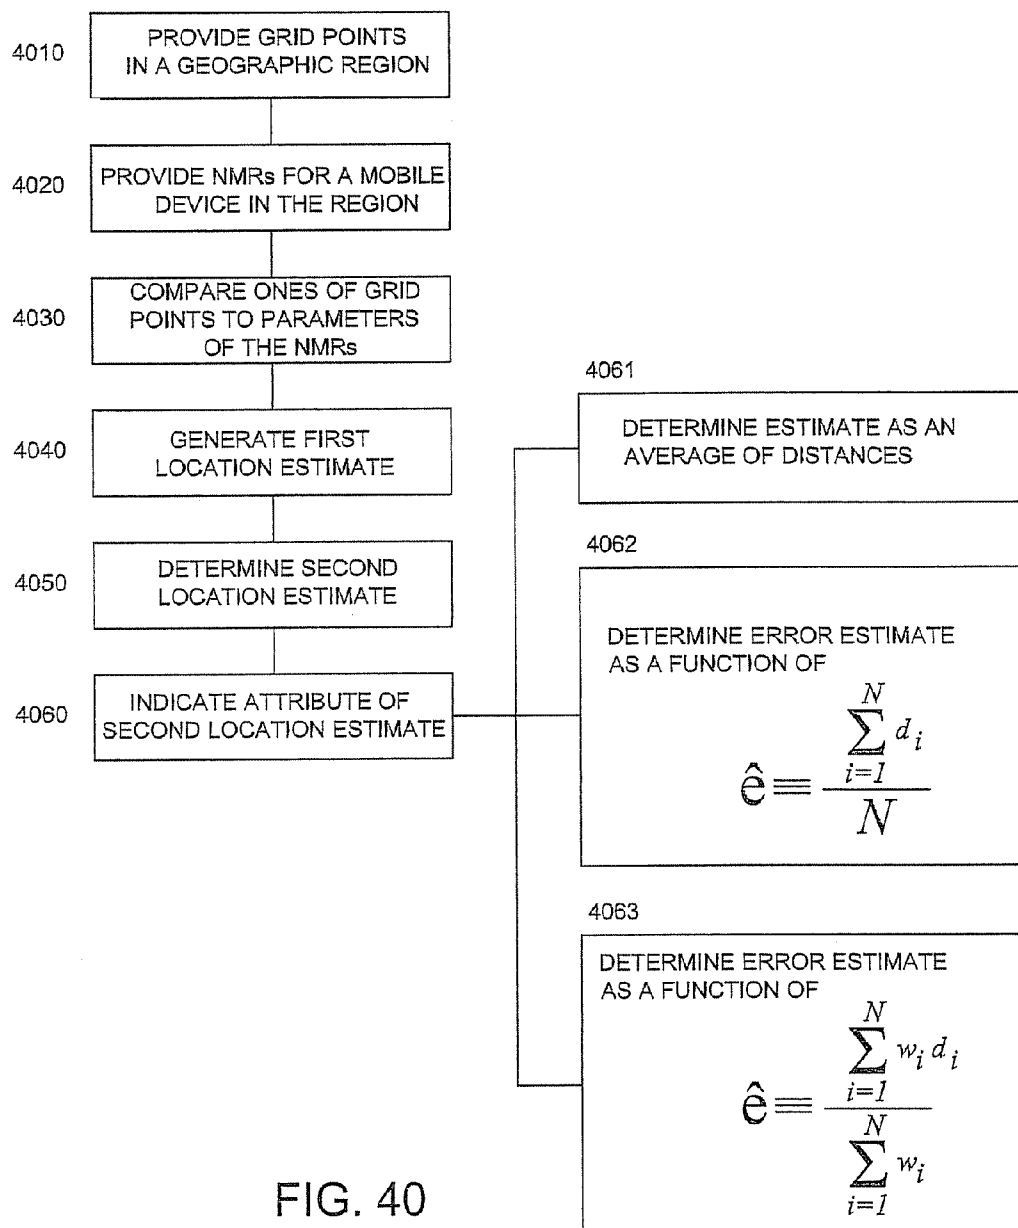 4010
PROVIDE GRID POINTS
IN A GEOGRAPHIC REGION
4020
PROVIDE NMRs FOR A MOBILE
DEVICE IN THE REGION
4030
COMPARE ONES OF GRID
POINTS TO PARAMETERS
OF THE NMRs
4040
GENERATE FIRST
LOCATION ESTIMATE
4050
DETERMINE SECOND
LOCATION ESTIMATE
4060
INDICATE ATTRIBUTE OF
SECOND LOCATION ESTIMATE
4061
DETERMINE ESTIMATE AS AN
AVERAGE OF DISTANCES
4062
DETERMINE ERROR ESTIMATE
AS A FUNCTION OF
N
∑ d_i
i=1
ê ≡
N
4063
DETERMINE ERROR ESTIMATE
AS A FUNCTION OF
N
∑ w_i d_i
i=1
ê ≡
N
∑ w_i
i=1
FIG. 40